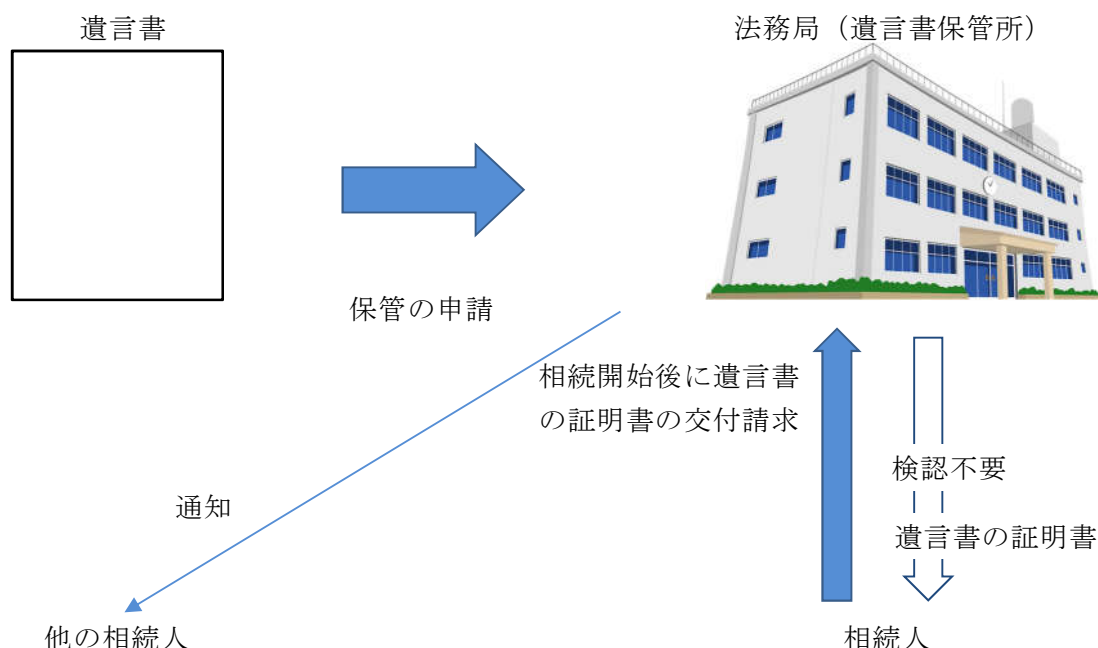 遺言書
法務局（遺言書保管所）
保管の申請
相続開始後に遺言書
の証明書の交付請求
検認不要
通知
遺言書の証明書
他の相続人
相続人